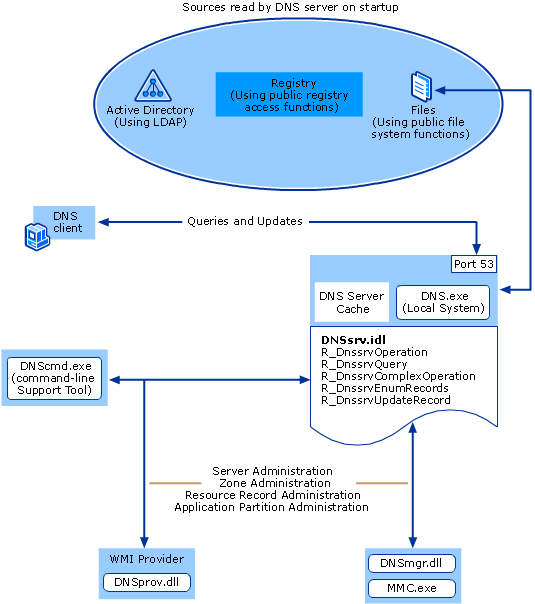 Sources read by DNS server on startup
Active Directory
(Using LDAP)
Registry
(Using public registry
access functions)
Files
(Using public file
system functions)
DNS
client
Queries and Updates
Port 53
DNS Server
Cache
DNS.exe
(Local System)
DNSsrv.idl
R_DnssrvOperation
R_DnssrvQuery
R_DnssrvComplexOperation
R_DnssrvEnumRecords
R_DnssrvUpdateRecord
DNScmd.exe
(command-line
Support Tool)
Server Administration
Zone Administration
Resource Record Administration
Application Partition Administration
WMI Provider
DNSprov.dll
DNSmgr.dll
MMC.exe